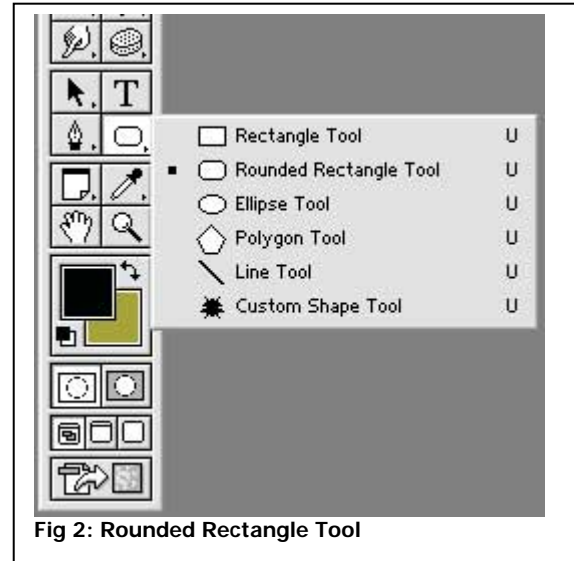 T
Rectangle Tool U
Rounded Rectangle Tool U
Ellipse Tool U
Polygon Tool U
Line Tool U
Custom Shape Tool U
Fig 2: Rounded Rectangle Tool